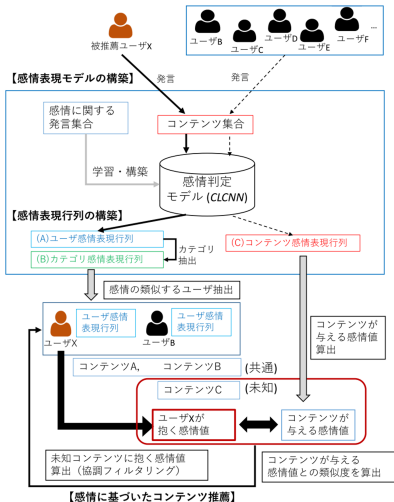 被推薦ユーザX
ユーザB
ユーザC
ユーザD
ユーザE
ユーザF
...
【感情表現モデルの構築】
発言
発言
感情に関する
発言集合
コンテンツ集合
学習・構築
感情判定
モデル(CLCNN)
【感情表現行列の構築】
(A)ユーザ感情表現行列
(B)カテゴリ感情表現行列
カテゴリ
抽出
(C)コンテンツ感情表現行列
感情の類似するユーザ抽出
ユーザ感情
表現行列
ユーザX
ユーザ感情
表現行列
ユーザB
コンテンツが
与える感情値
算出
コンテンツA,　コンテンツB
(共通)
コンテンツC
(未知)
ユーザXが
抱く感情値
コンテンツが
与える感情値
未知コンテンツに抱く感情値
算出（協調フィルタリング）
コンテンツが与える
感情値との類似度を算出
【感情に基づいたコンテンツ推薦】